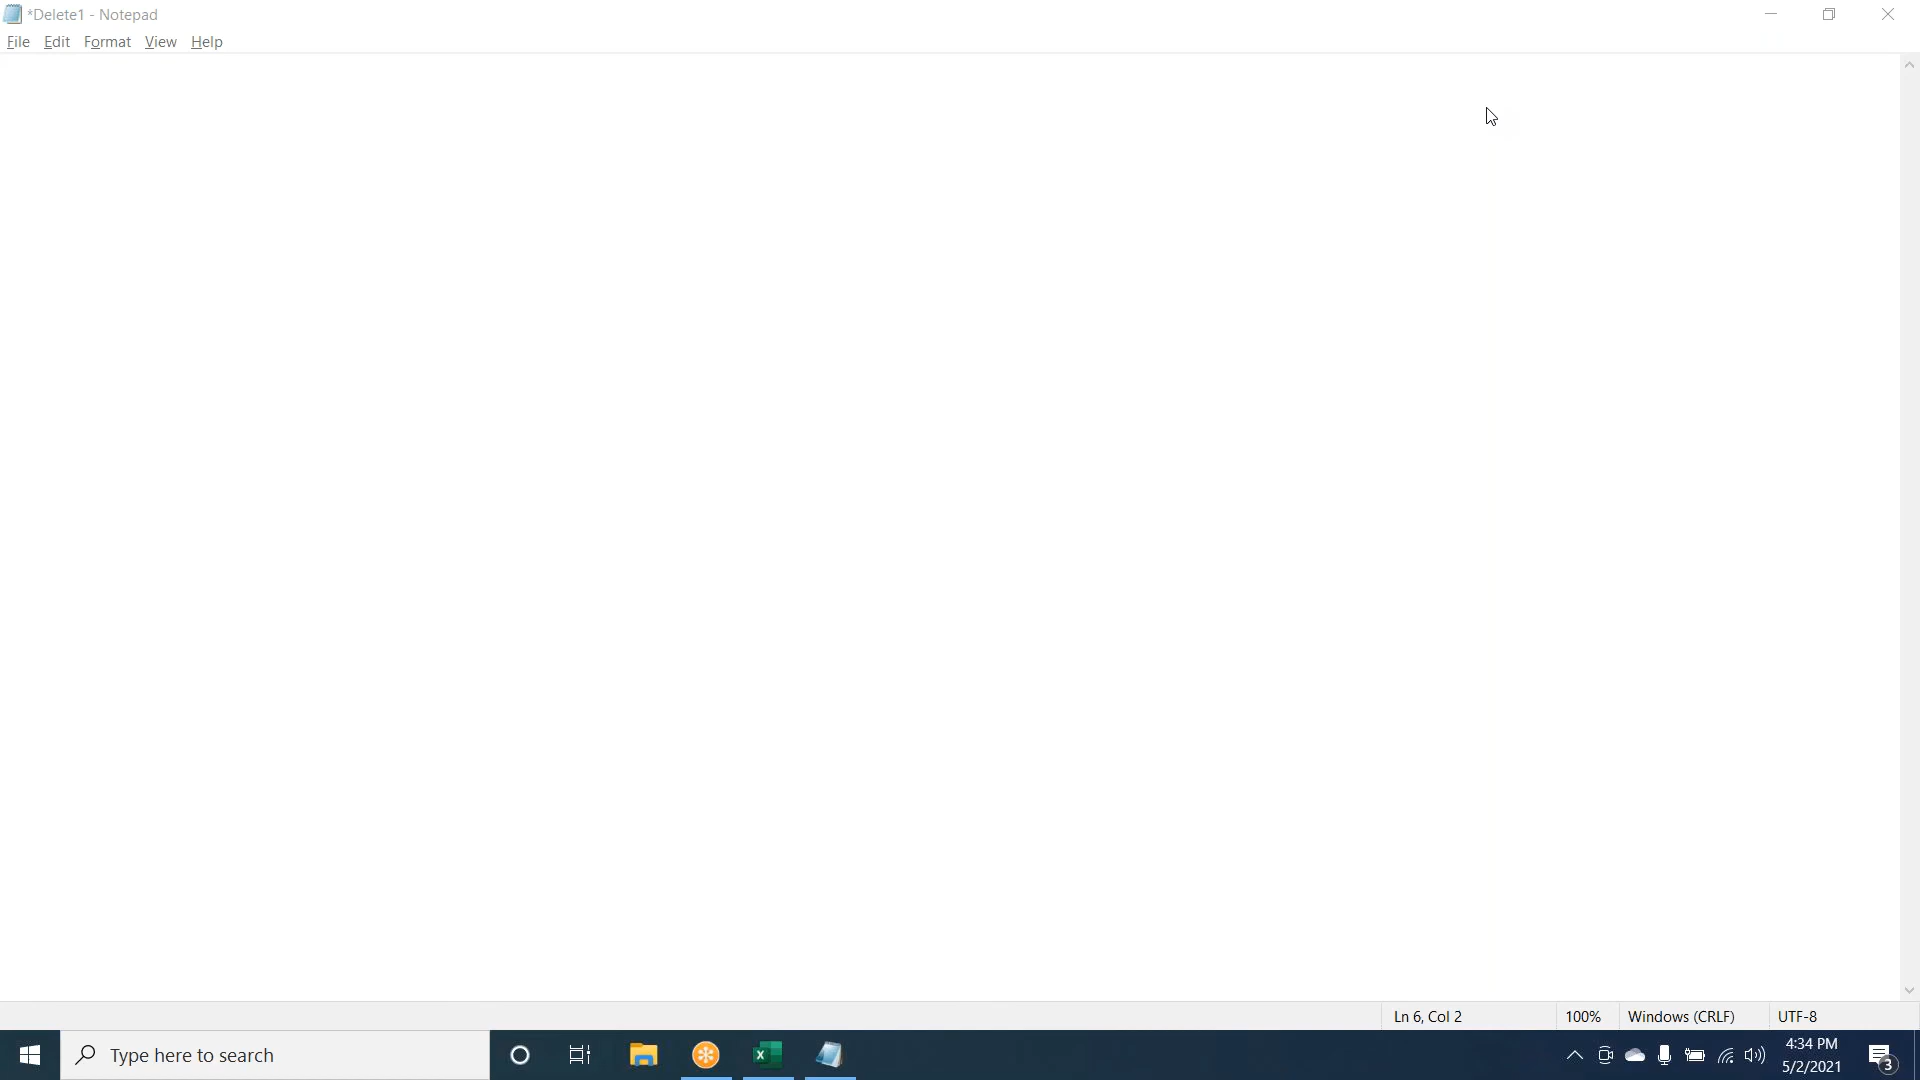 *Delete1 - Notepad
File Edit Format View Help
Ln 6, Col 2 100% Windows (CRLF) UTF-8
Type here to search
4:34 PM
5/2/2021
3